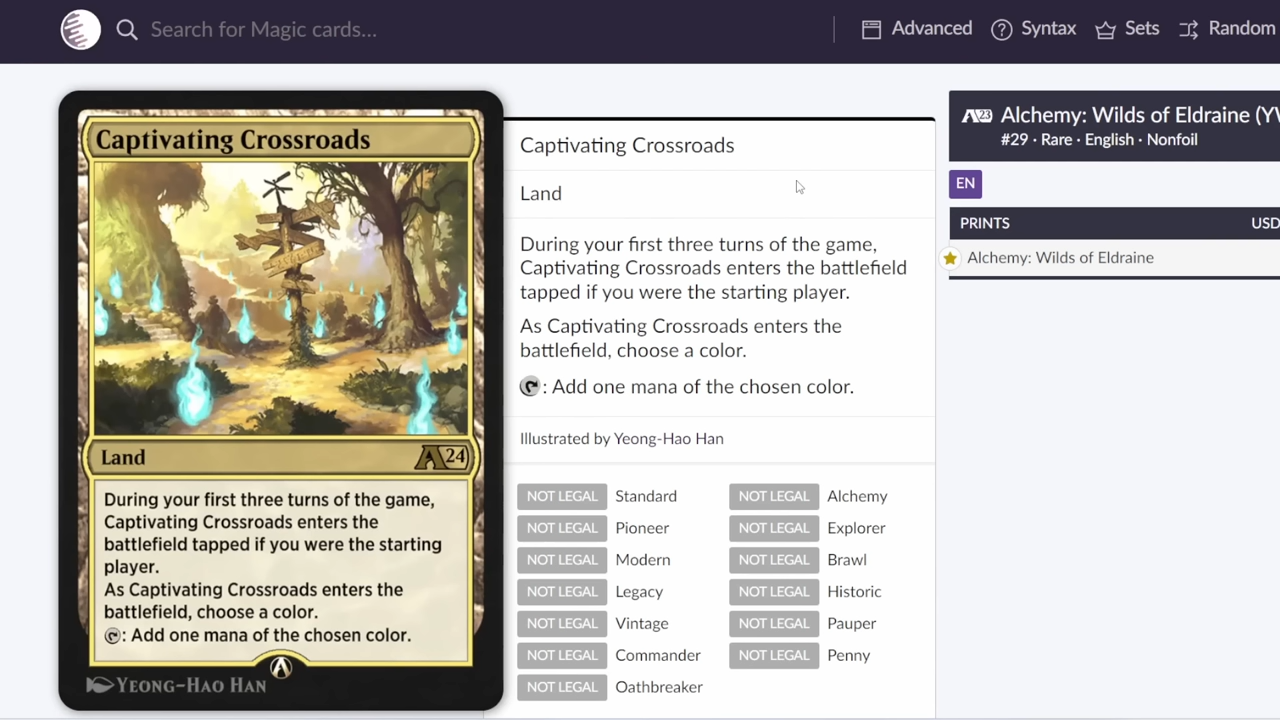 Search for Magic cards...
Advanced
Syntax
Sets
Random
Captivating Crossroads
Land
A24
During your first three turns of the game,
Captivating Crossroads enters the
battlefield tapped if you were the starting
player.
As Captivating Crossroads enters the
battlefield, choose a color.
: Add one mana of the chosen color.
YEONG-HAO HAN
Captivating Crossroads
Land
During your first three turns of the game,
Captivating Crossroads enters the battlefield
tapped if you were the starting player.
As Captivating Crossroads enters the
battlefield, choose a color.
: Add one mana of the chosen color.
Illustrated by Yeong-Hao Han
NOT LEGAL Standard NOT LEGAL Alchemy
NOT LEGAL Pioneer NOT LEGAL Explorer
NOT LEGAL Modern NOT LEGAL Brawl
NOT LEGAL Legacy NOT LEGAL Historic
NOT LEGAL Vintage NOT LEGAL Pauper
NOT LEGAL Commander NOT LEGAL Penny
NOT LEGAL Oathbreaker
A23 Alchemy: Wilds of Eldraine
#29 · Rare · English · Nonfoil
EN
PRINTS USD
Alchemy: Wilds of Eldraine